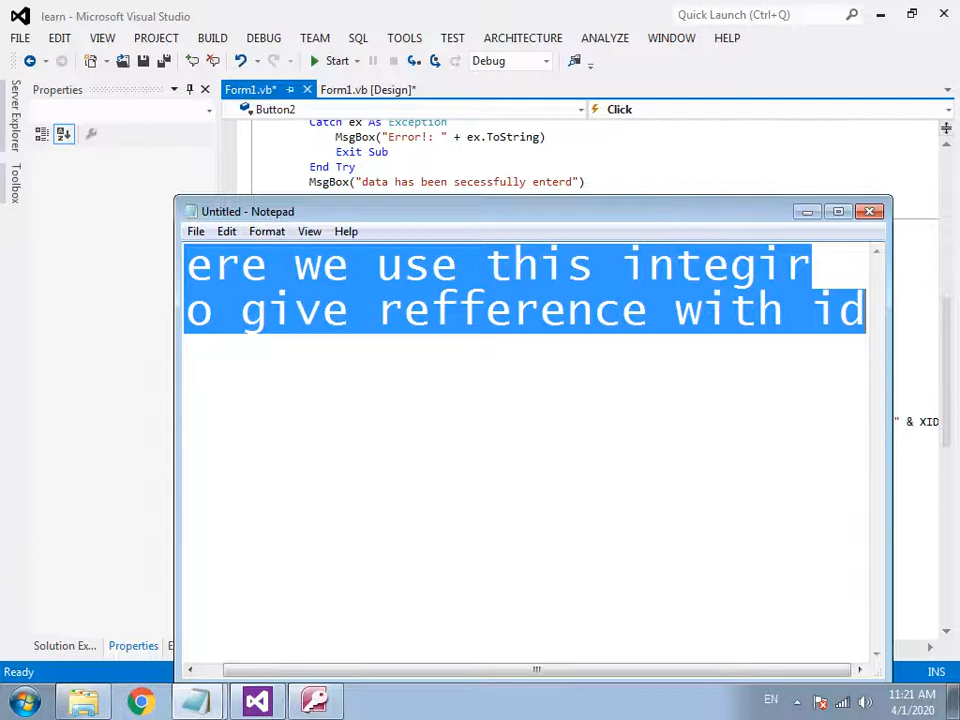 learn - Microsoft Visual Studio
Quick Launch (Ctrl+Q)
FILE EDIT VIEW PROJECT BUILD DEBUG TEAM SQL TOOLS TEST ARCHITECTURE ANALYZE WINDOW HELP
Start Debug
Server Explorer
Toolbox
Properties
Form1.vb* Form1.vb [Design]*
Button2 Click
Catch ex As Exception
MsgBox("Error!: " + ex.ToString)
Exit Sub
End Try
MsgBox("data has been secessfully enterd")
Untitled - Notepad
File Edit Format View Help
ere we use this integir
o give refference with id
" & XID
Solution Ex... Properties E
Ready INS
EN 11:21 AM
4/1/2020